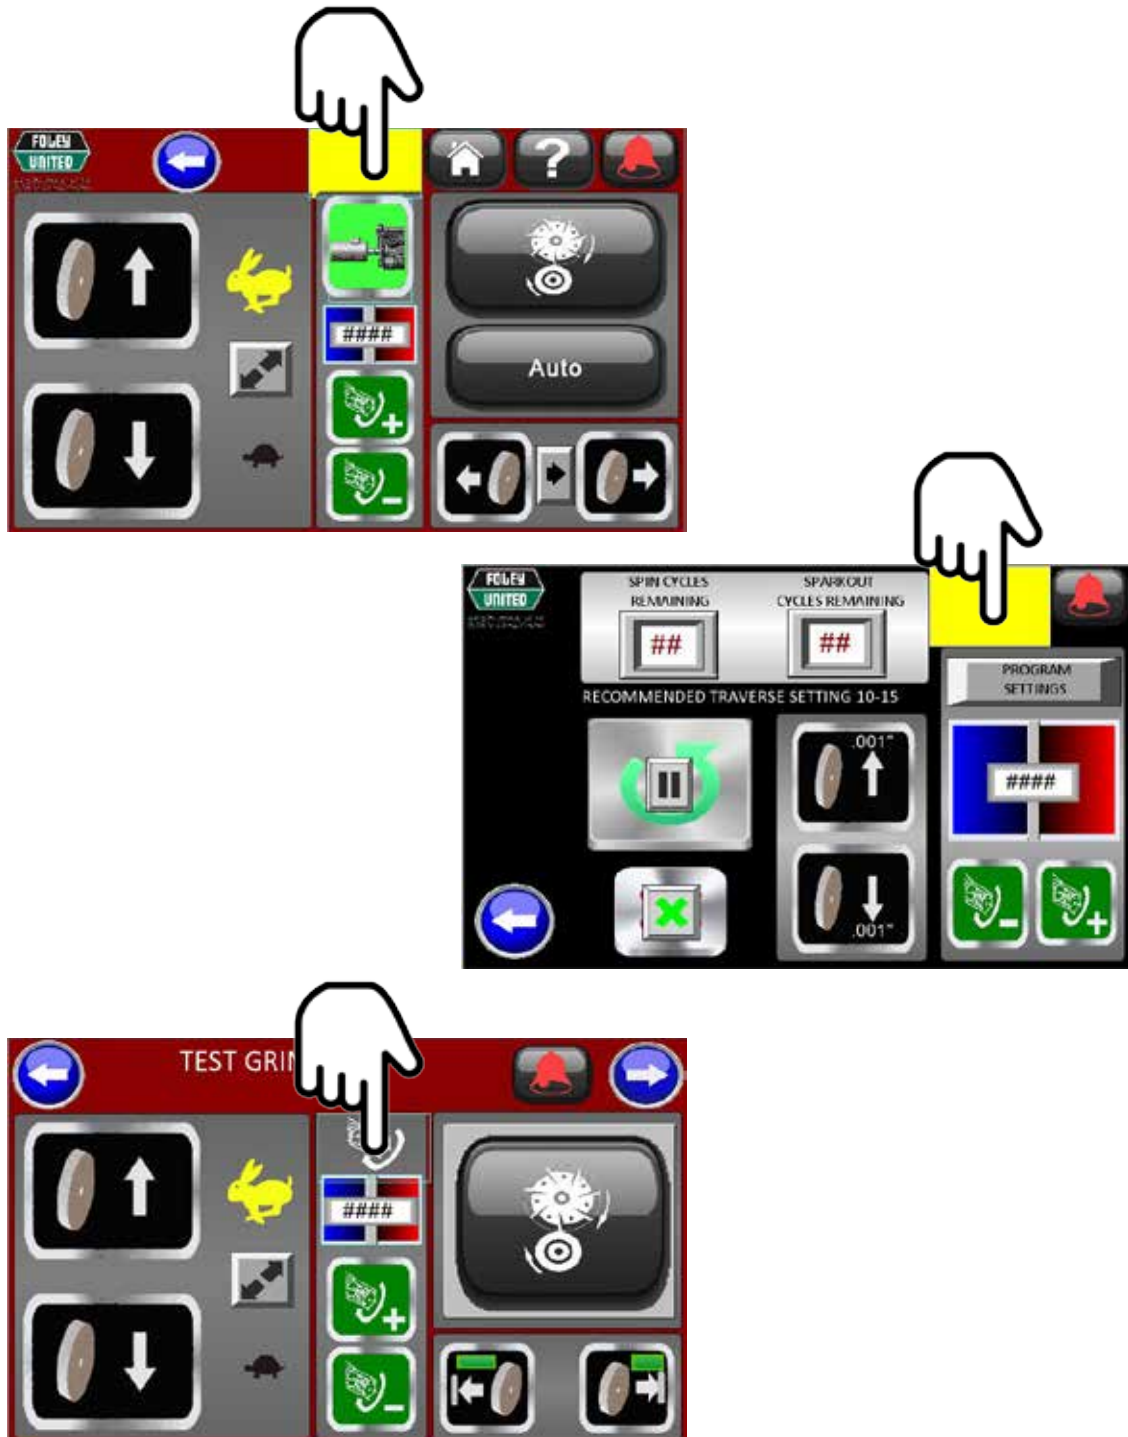 FOLEY
UNITED
####
Auto
FOLEY
UNITED
SPIN CYCLES
REMAINING
##
SPARKOUT
CYCLES REMAINING
##
RECOMMENDED TRAVERSE SETTING 10-15
PROGRAM
SETTINGS
.001"
.001"
####
TEST GRIN
####